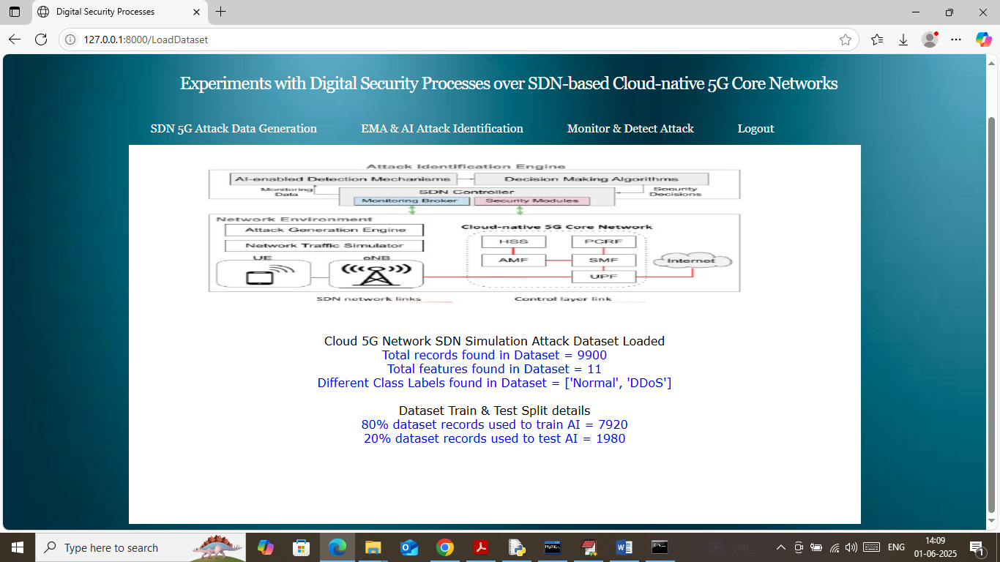 Digital Security Processes
127.0.0.1:8000/LoadDataset
Experiments with Digital Security Processes over SDN-based Cloud-native 5G Core Networks
SDN 5G Attack Data Generation
EMA & AI Attack Identification
Monitor & Detect Attack
Logout
Attack Identification Engine
AI-enabled Detection Mechanisms
Decision Making Algorithms
Monitoring
Data
SDN Controller
Security
Decisions
Monitoring Broker
Security Modules
Network Environment
Attack Generation Engine
Network Traffic Simulator
UE
eNB
Cloud-native 5G Core Network
HSS
PCRF
AMF
SMF
UPF
Internet
SDN network links
Control layer link
Cloud 5G Network SDN Simulation Attack Dataset Loaded
Total records found in Dataset = 9900
Total features found in Dataset = 11
Different Class Labels found in Dataset = ['Normal', 'DDoS']
Dataset Train & Test Split details
80% dataset records used to train AI = 7920
20% dataset records used to test AI = 1980
Type here to search
ENG
14:09
01-06-2025
1